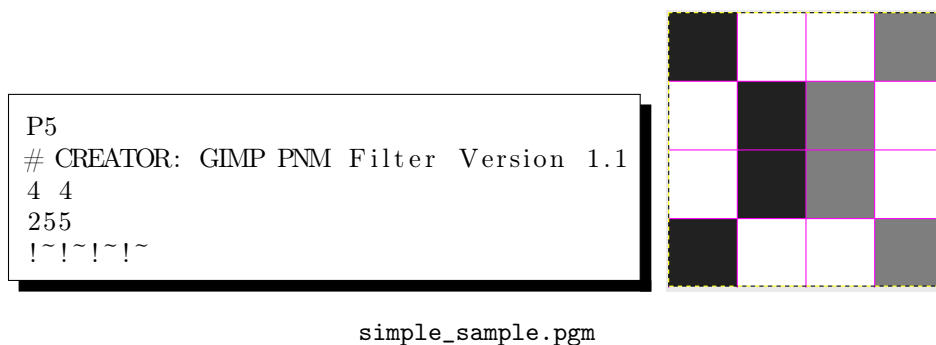 P5
# CREATOR: GIMP PNM Filter Version 1.1
4 4
255
!~!~!~!~
simple_sample.pgm